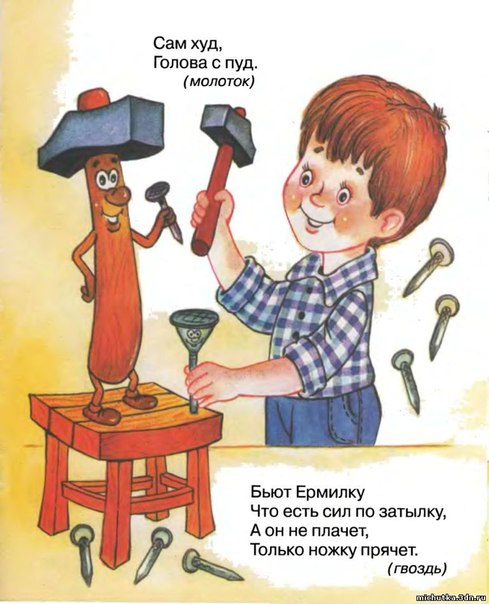 Сам худ,
Голова с пуд.
(молоток)
Бьют Ермилку
Что есть сил по затылку,
А он не плачет,
Только ножку прячет.
(гвоздь)
michutka.3dn.ru